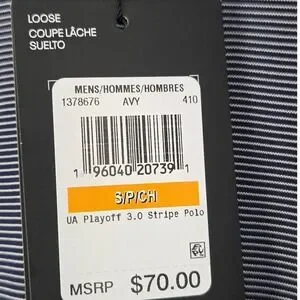 LOOSE
COUPE LÂCHE
SUELTO
MENS/HOMMES/HOMBRES
1378676 AVY 410
1 96040 20739 1
S/P/CH
UA Playoff 3.0 Stripe Polo
MSRP $70.00